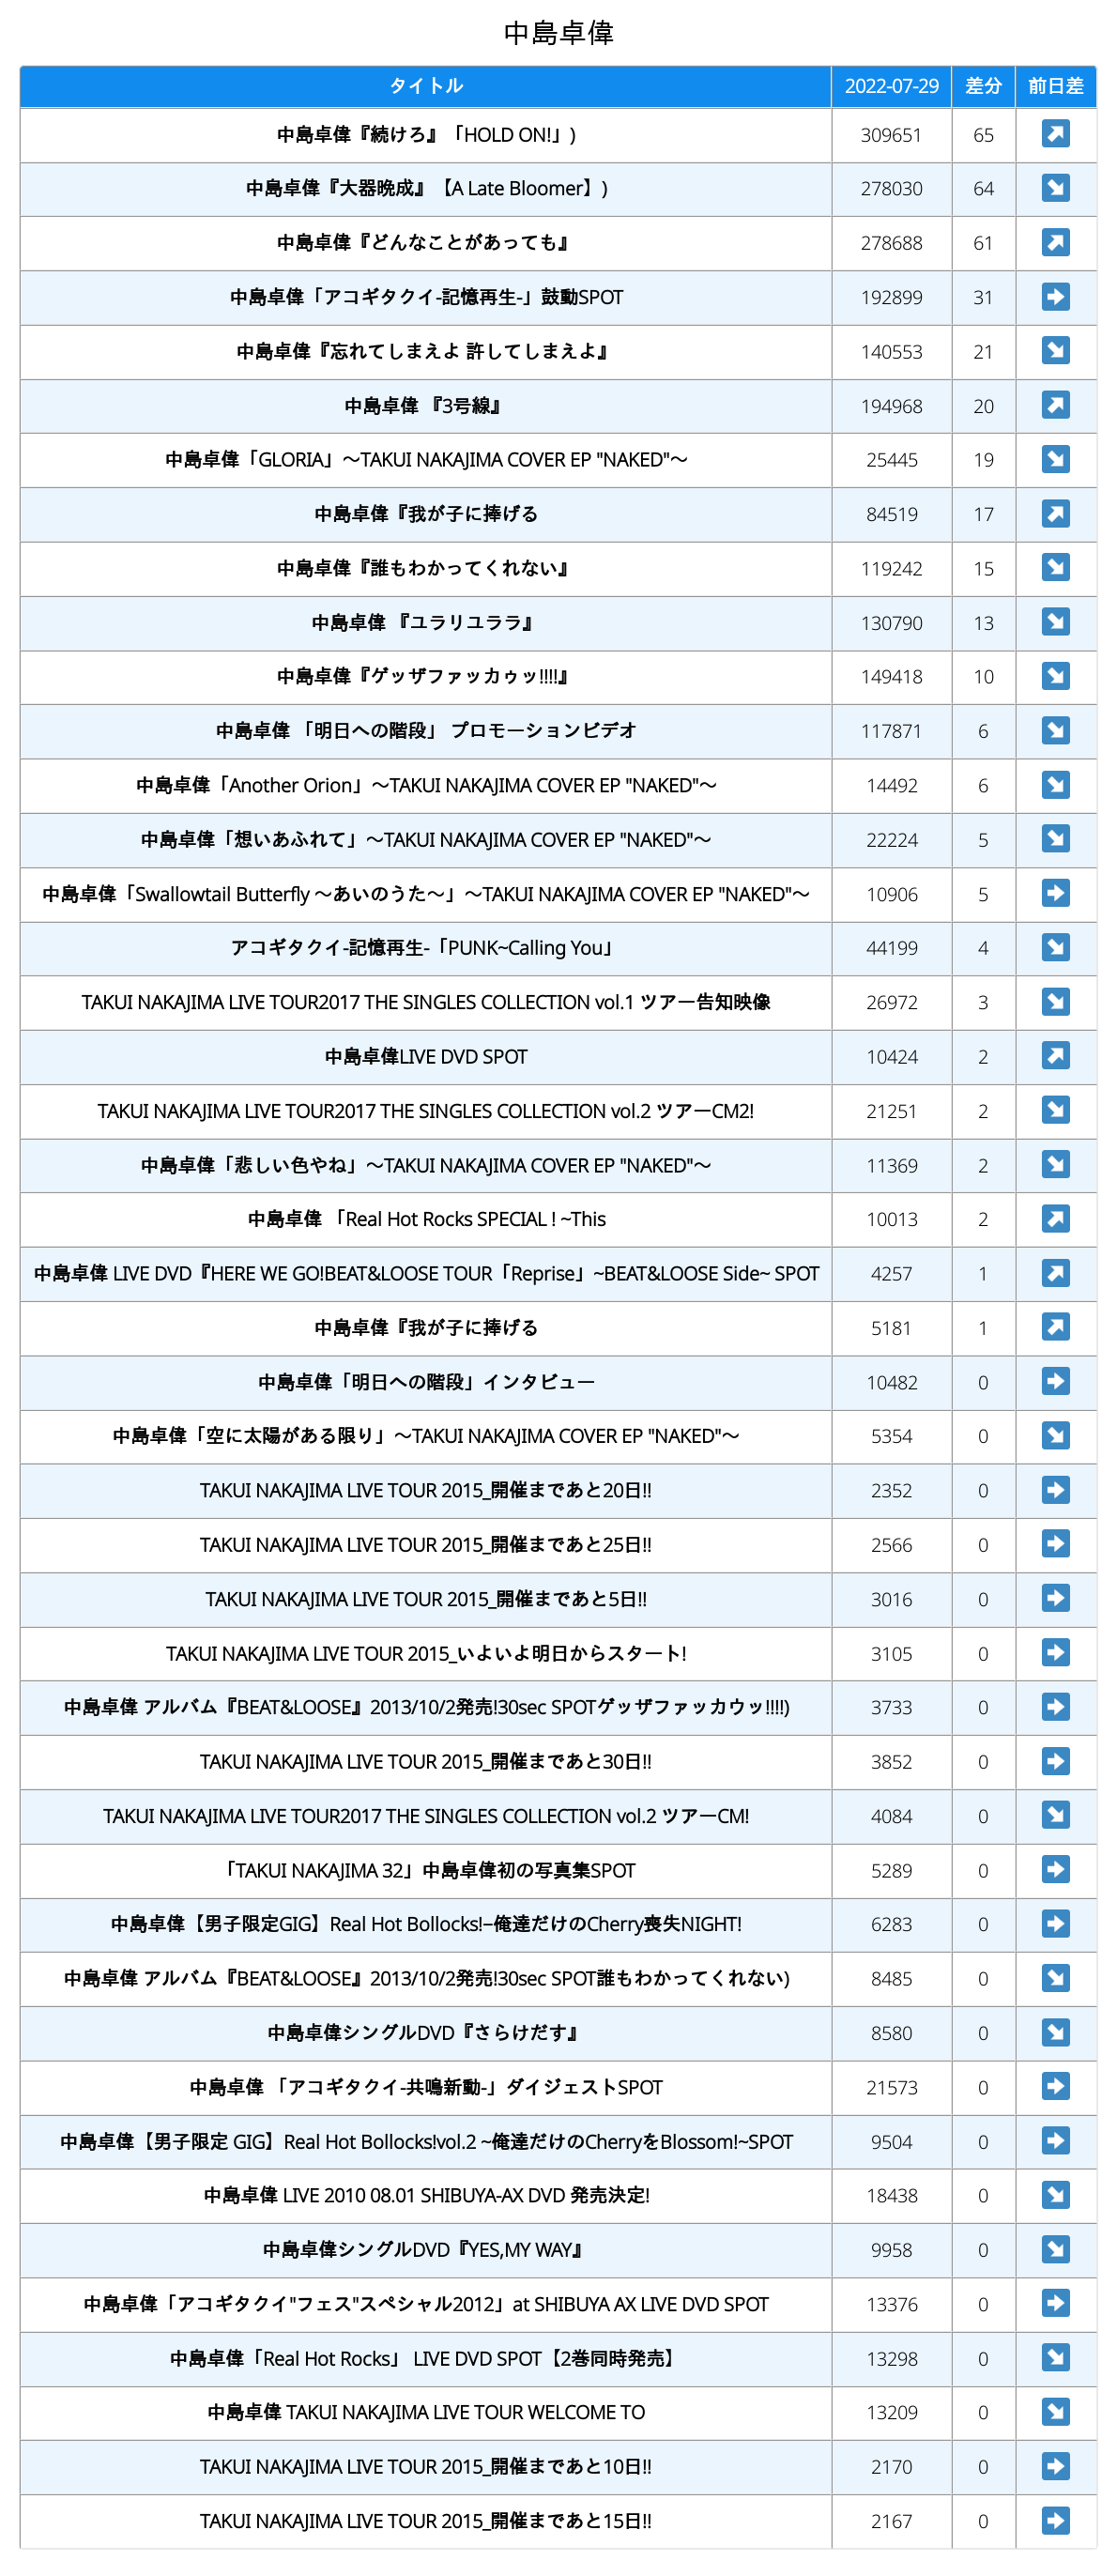 中島卓偉
タイトル 2022-07-29 差分 前日差
中島卓偉『続けろ』「HOLD ON!」) 309651 65 ↗
中島卓偉『大器晩成』【A Late Bloomer】) 278030 64 ↘
中島卓偉『どんなことがあっても』 278688 61 ↗
中島卓偉「アコギタクイ-記憶再生-」鼓動SPOT 192899 31 ➡
中島卓偉『忘れてしまえよ 許してしまえよ』 140553 21 ↘
中島卓偉 『3号線』 194968 20 ↗
中島卓偉「GLORIA」〜TAKUI NAKAJIMA COVER EP "NAKED"〜 25445 19 ↘
中島卓偉『我が子に捧げる 84519 17 ↗
中島卓偉『誰もわかってくれない』 119242 15 ↘
中島卓偉 『ユラリユララ』 130790 13 ↘
中島卓偉『ゲッザファッカゥッ!!!!』 149418 10 ↘
中島卓偉 「明日への階段」 プロモーションビデオ 117871 6 ↘
中島卓偉「Another Orion」〜TAKUI NAKAJIMA COVER EP "NAKED"〜 14492 6 ↘
中島卓偉「想いあふれて」〜TAKUI NAKAJIMA COVER EP "NAKED"〜 22224 5 ↘
中島卓偉「Swallowtail Butterfly 〜あいのうた〜」〜TAKUI NAKAJIMA COVER EP "NAKED"〜 10906 5 ➡
アコギタクイ-記憶再生-「PUNK~Calling You」 44199 4 ↘
TAKUI NAKAJIMA LIVE TOUR2017 THE SINGLES COLLECTION vol.1 ツアー告知映像 26972 3 ↘
中島卓偉LIVE DVD SPOT 10424 2 ↗
TAKUI NAKAJIMA LIVE TOUR2017 THE SINGLES COLLECTION vol.2 ツアーCM2! 21251 2 ↘
中島卓偉「悲しい色やね」〜TAKUI NAKAJIMA COVER EP "NAKED"〜 11369 2 ↘
中島卓偉 「Real Hot Rocks SPECIAL ! ~This 10013 2 ↗
中島卓偉 LIVE DVD『HERE WE GO!BEAT&LOOSE TOUR「Reprise」~BEAT&LOOSE Side~ SPOT 4257 1 ↗
中島卓偉『我が子に捧げる 5181 1 ↗
中島卓偉「明日への階段」インタビュー 10482 0 ➡
中島卓偉「空に太陽がある限り」〜TAKUI NAKAJIMA COVER EP "NAKED"〜 5354 0 ↘
TAKUI NAKAJIMA LIVE TOUR 2015_開催まであと20日!! 2352 0 ➡
TAKUI NAKAJIMA LIVE TOUR 2015_開催まであと25日!! 2566 0 ➡
TAKUI NAKAJIMA LIVE TOUR 2015_開催まであと5日!! 3016 0 ➡
TAKUI NAKAJIMA LIVE TOUR 2015_いよいよ明日からスタート! 3105 0 ➡
中島卓偉 アルバム『BEAT&LOOSE』2013/10/2発売!30sec SPOTゲッザファッカウッ!!!!) 3733 0 ➡
TAKUI NAKAJIMA LIVE TOUR 2015_開催まであと30日!! 3852 0 ➡
TAKUI NAKAJIMA LIVE TOUR2017 THE SINGLES COLLECTION vol.2 ツアーCM! 4084 0 ↘
「TAKUI NAKAJIMA 32」中島卓偉初の写真集SPOT 5289 0 ➡
中島卓偉【男子限定GIG】Real Hot Bollocks!−俺達だけのCherry喪失NIGHT! 6283 0 ➡
中島卓偉 アルバム『BEAT&LOOSE』2013/10/2発売!30sec SPOT誰もわかってくれない) 8485 0 ↘
中島卓偉シングルDVD『さらけだす』 8580 0 ↘
中島卓偉 「アコギタクイ-共鳴新動-」ダイジェストSPOT 21573 0 ➡
中島卓偉【男子限定 GIG】Real Hot Bollocks!vol.2 ~俺達だけのCherryをBlossom!~SPOT 9504 0 ➡
中島卓偉 LIVE 2010 08.01 SHIBUYA-AX DVD 発売決定! 18438 0 ↘
中島卓偉シングルDVD『YES,MY WAY』 9958 0 ↘
中島卓偉「アコギタクイ"フェス"スペシャル2012」at SHIBUYA AX LIVE DVD SPOT 13376 0 ➡
中島卓偉「Real Hot Rocks」 LIVE DVD SPOT【2巻同時発売】 13298 0 ↘
中島卓偉 TAKUI NAKAJIMA LIVE TOUR WELCOME TO 13209 0 ↘
TAKUI NAKAJIMA LIVE TOUR 2015_開催まであと10日!! 2170 0 ➡
TAKUI NAKAJIMA LIVE TOUR 2015_開催まであと15日!! 2167 0 ➡